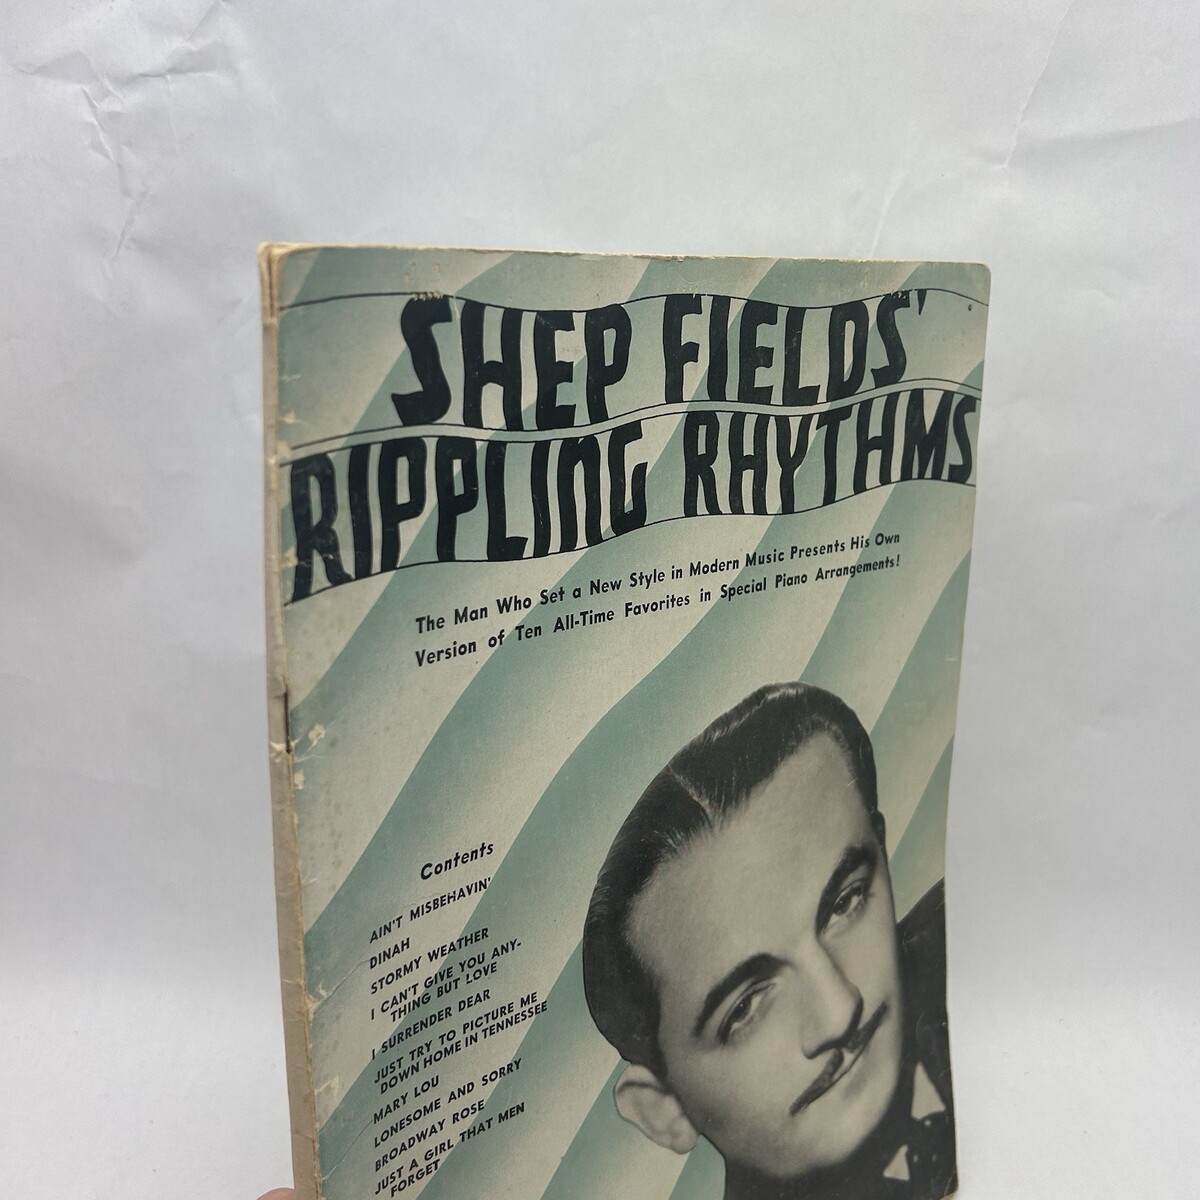 SHEP FIELDS'
RIPPLING RHYTHMS
The Man Who Set a New Style in Modern Music Presents His Own
Version of Ten All-Time Favorites in Special Piano Arrangements!
Contents
AIN'T MISBEHAVIN'
DINAH
STORMY WEATHER
I CAN'T GIVE YOU ANY-
THING BUT LOVE
I SURRENDER DEAR
JUST TRY TO PICTURE ME
DOWN HOME IN TENNESSEE
MARY LOU
LONESOME AND SORRY
BROADWAY ROSE
JUST A GIRL THAT MEN
FORGET